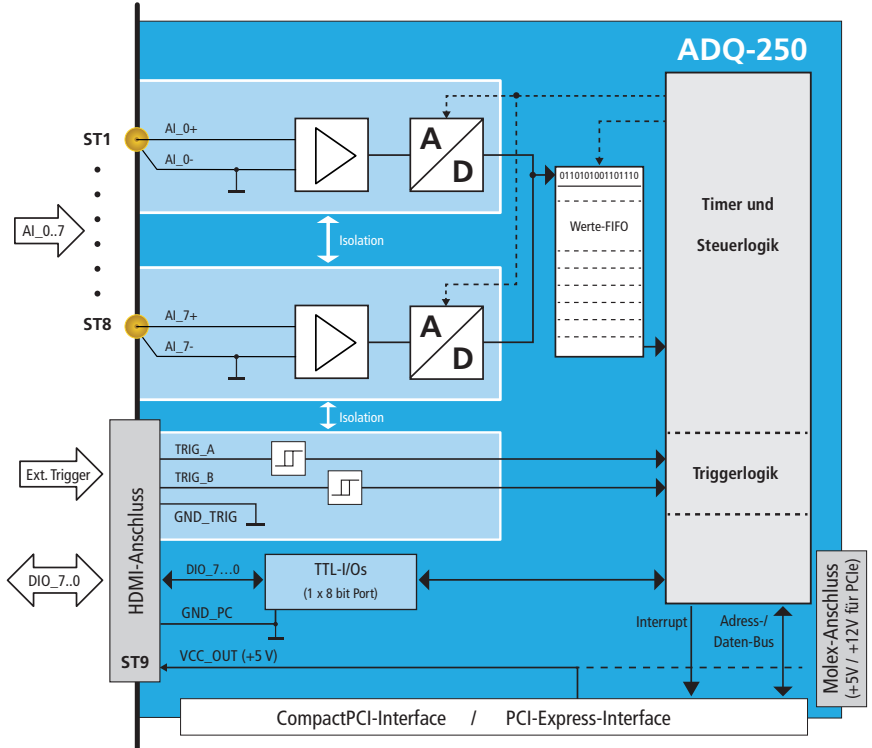 ADQ-250
ST1
AI_0+
AI_0-
A
D
0110101001101110
Werte-FIFO
Timer und
Steuerlogik
AI_0..7
Isolation
ST8
AI_7+
AI_7-
A
D
Isolation
Ext. Trigger
HDMI-Anschluss
TRIG_A
TRIG_B
GND_TRIG
Triggerlogik
DIO_7..0
DIO_7...0
TTL-I/Os
(1 x 8 bit Port)
GND_PC
ST9
VCC_OUT (+5 V)
Interrupt
Adress-/
Daten-Bus
Molex-Anschluss
(+5V / +12V für PCIe)
CompactPCI-Interface / PCI-Express-Interface